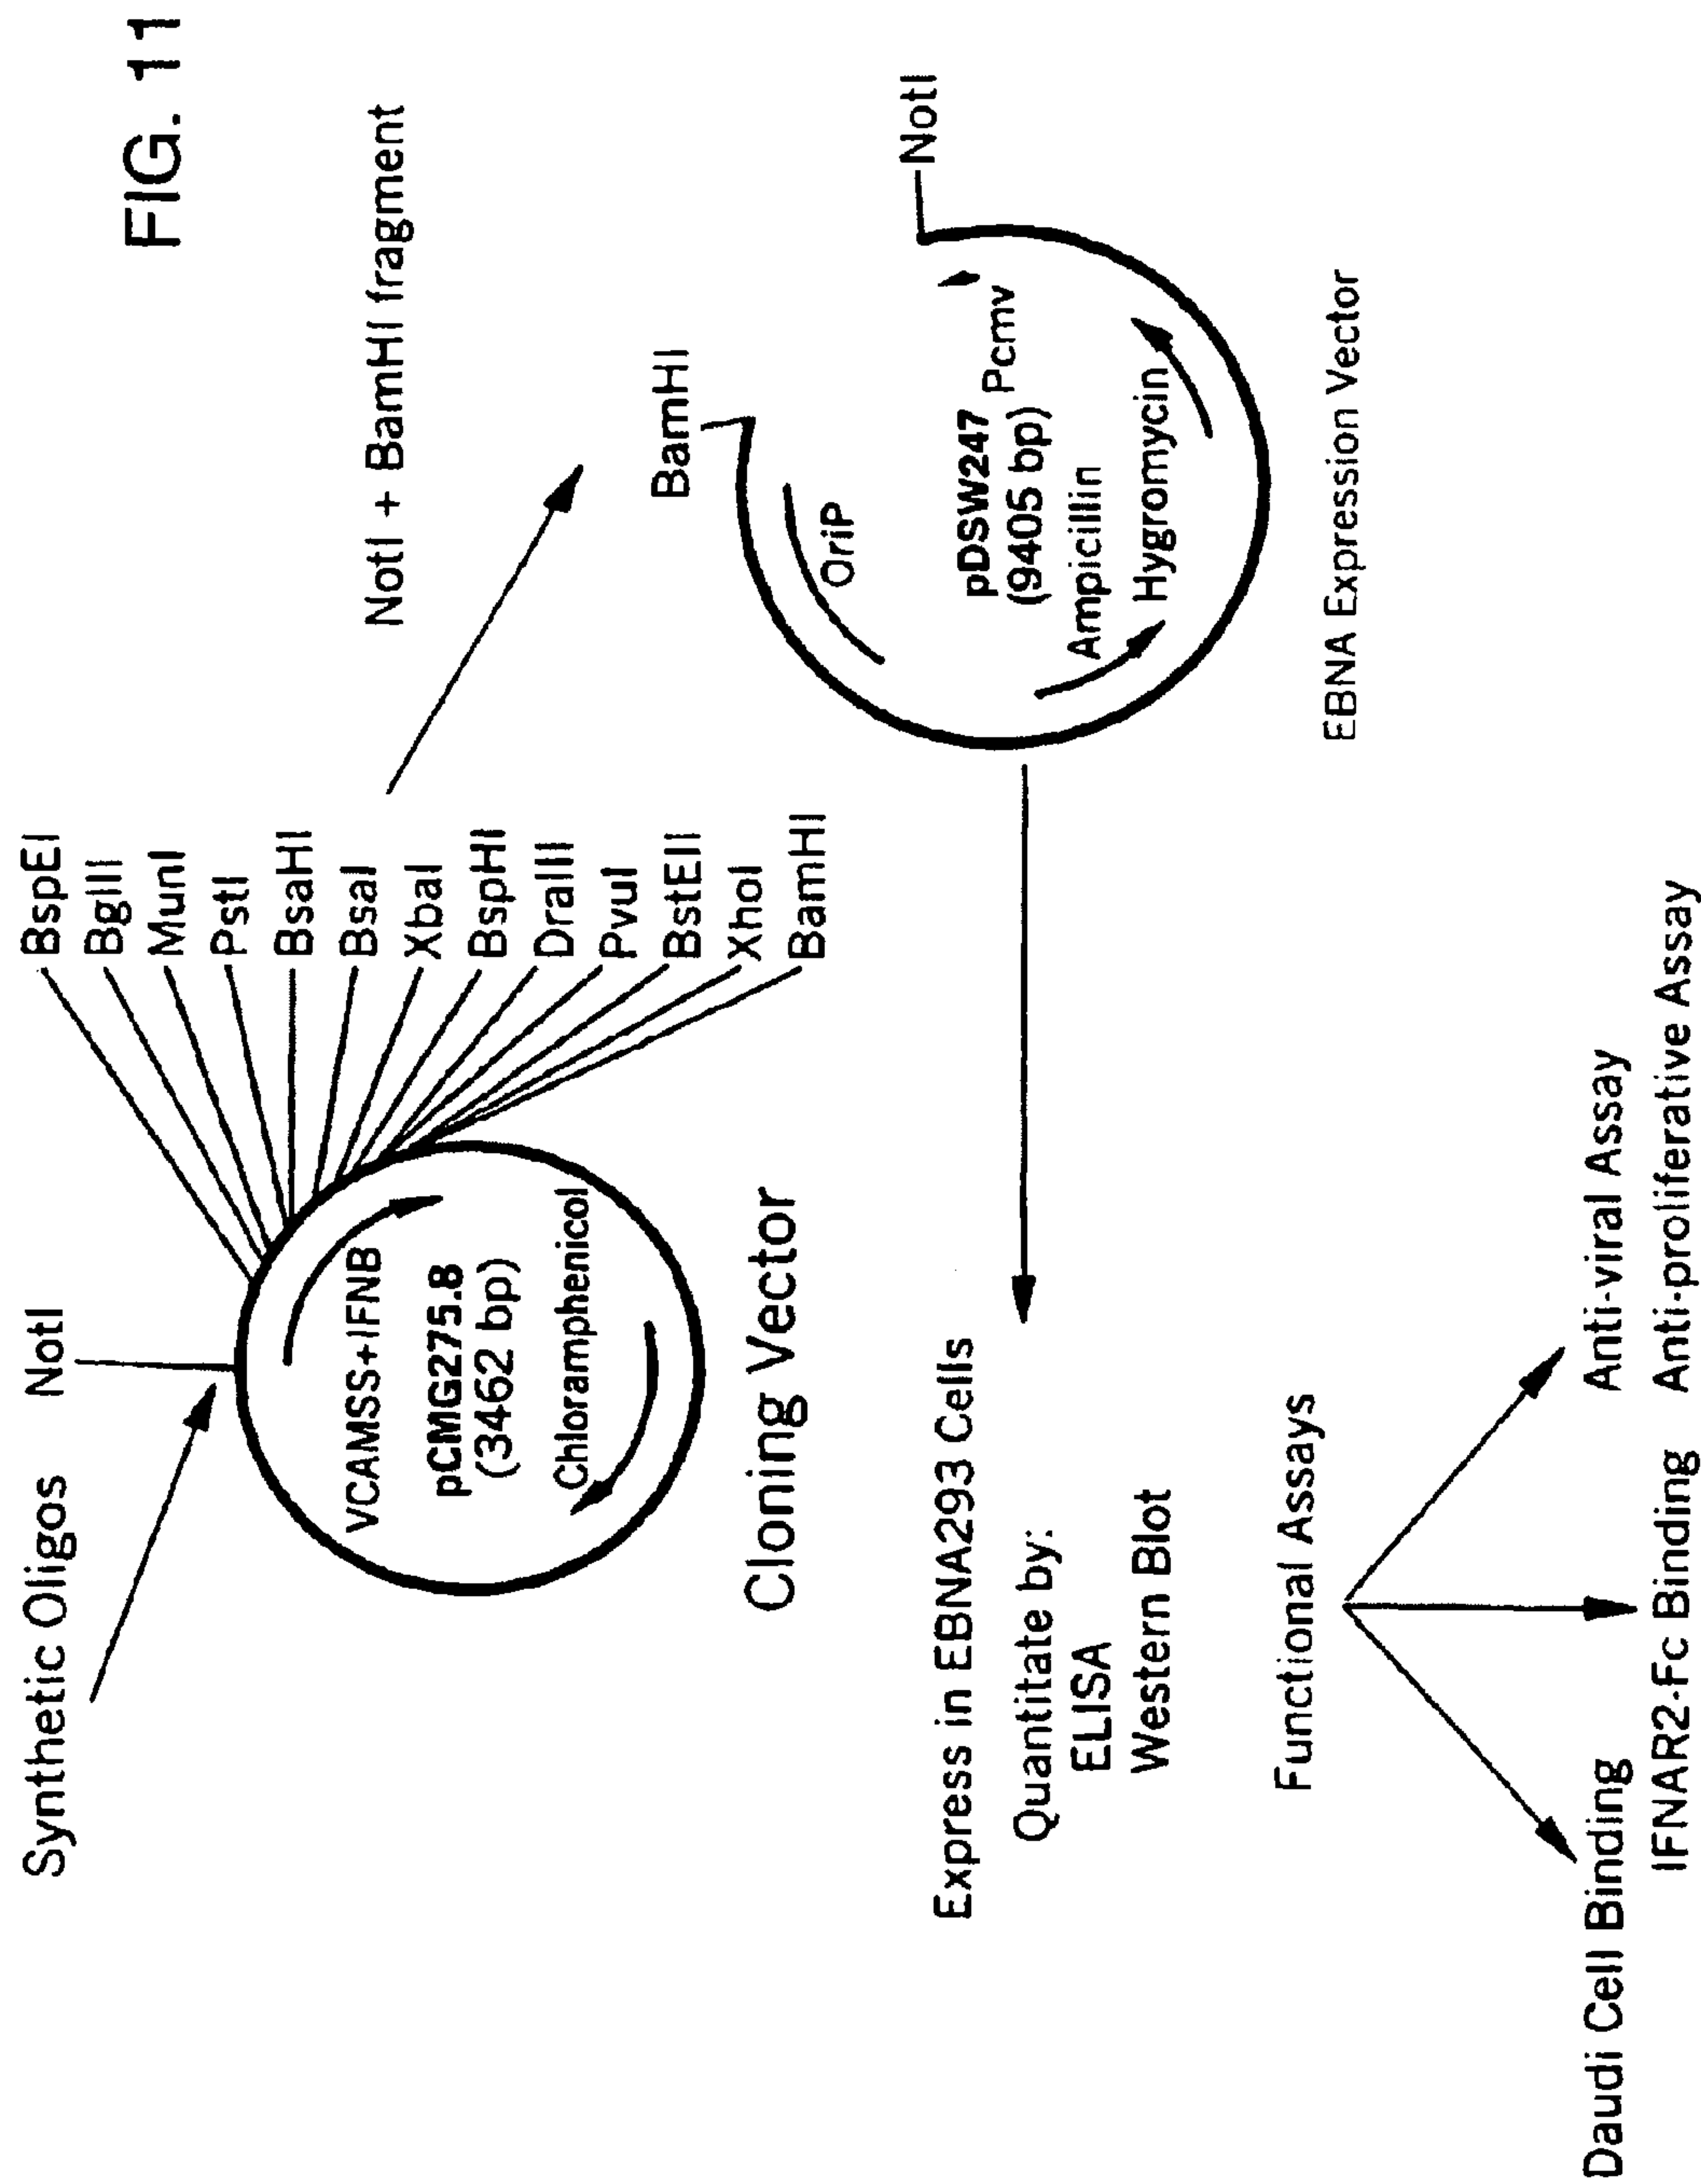 FIG. 11
Synthetic Oligos
NotI
BspEI
BglII
MunI
PstI
BsaHI
BsaI
XbaI
BspHI
DraIII
PvuI
BstEII
XhoI
BamHI
VCAMSS+IFNB
pCMG275.8
(3462 bp)
Chloramphenicol
Cloning Vector
NotI + BamHI fragment
BamHI
NotI
OriP
pDSW247
(9405 bp)
Pcmv
Ampicillin
Hygromycin
EBNA Expression Vector
Express in EBNA293 Cells
Quantitate by:
ELISA
Western Blot
Functional Assays
Daudi Cell Binding
IFNAR2-Fc Binding
Anti-viral Assay
Anti-proliferative Assay